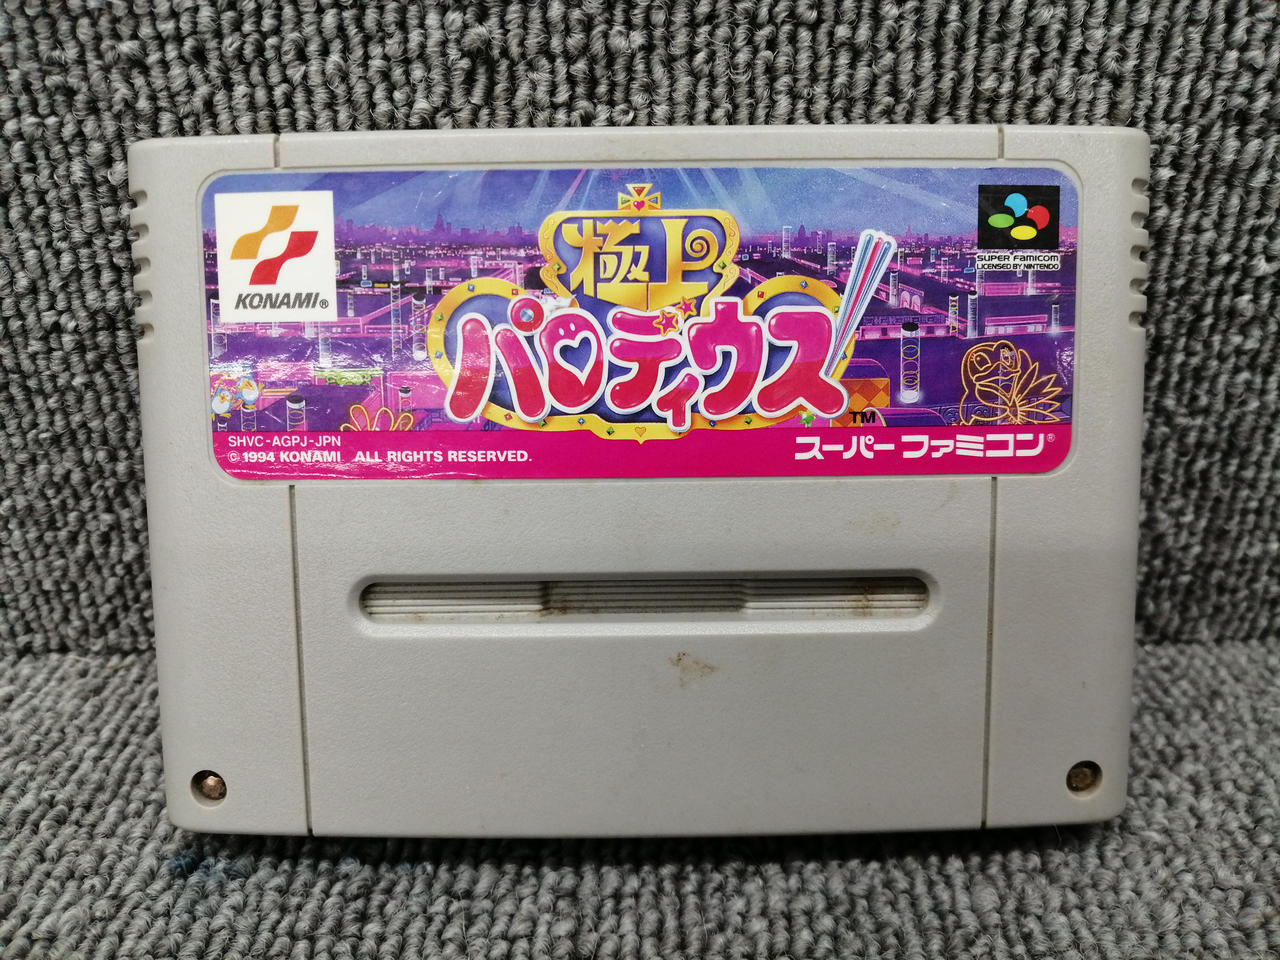 KONAMI®
極上
パロディウス
TM
SUPER FAMICOM
LICENSED BY NINTENDO
SHVC-AGPJ-JPN
© 1994 KONAMI ALL RIGHTS RESERVED.
スーパーファミコン®